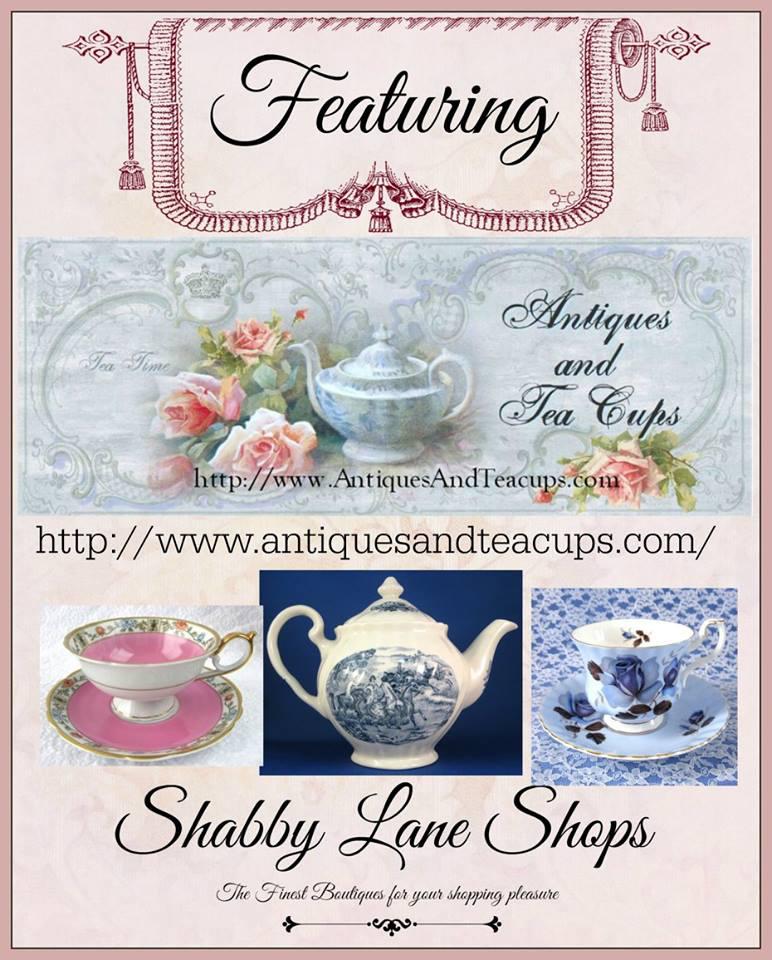 Featuring
Tea Time
Antiques
and
Tea Cups
http://www.AntiquesAndTeacups.com
http://www.antiquesandteacups.com/
Shabby Lane Shops
The Finest Boutiques for your shopping pleasure